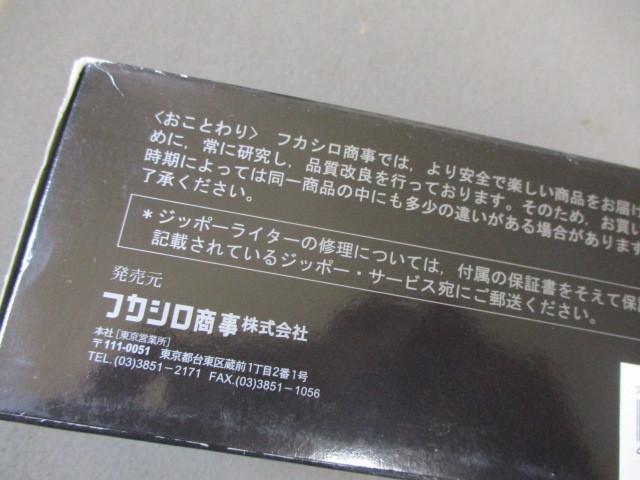 〈おことわり〉 フカシロ商事では，より安全で楽しい商品をお届け
めに，常に研究し，品質改良を行っております。そのため，お買い
時期によっては同一商品の中にも多少の違いがある場合があります
了承ください。
＊ジッポーライターの修理については，付属の保証書をそえて保
記載されているジッポー・サービス宛にご郵送ください。
発売元
フカシロ商事株式会社
本社［東京営業所］
〒111-0051 東京都台東区蔵前1丁目2番1号
TEL.(03)3851−2171 FAX.(03)3851−1056